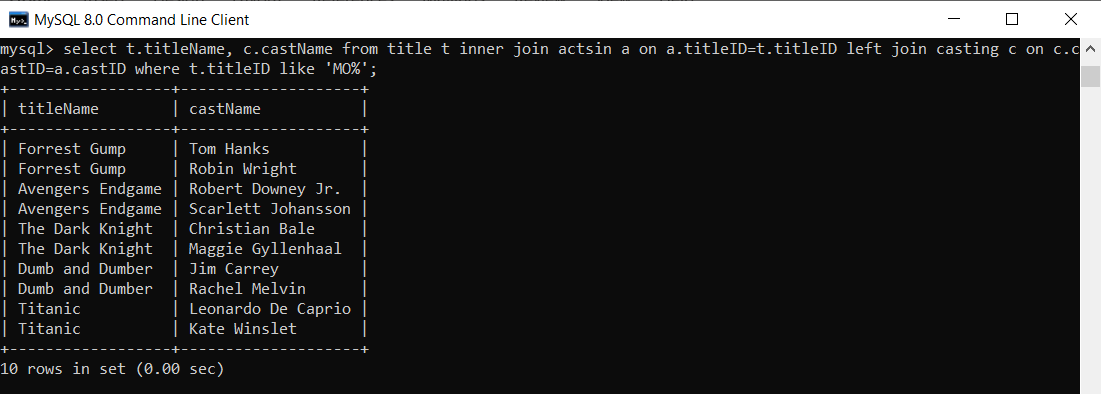 MySQL 8.0 Command Line Client
mysql> select t.titleName, c.castName from title t inner join actsin a on a.titleID=t.titleID left join casting c on c.c
astID=a.castID where t.titleID like 'MO%';
+------------------+--------------------+
| titleName        | castName           |
+------------------+--------------------+
| Forrest Gump     | Tom Hanks          |
| Forrest Gump     | Robin Wright       |
| Avengers Endgame | Robert Downey Jr.  |
| Avengers Endgame | Scarlett Johansson |
| The Dark Knight  | Christian Bale     |
| The Dark Knight  | Maggie Gyllenhaal  |
| Dumb and Dumber  | Jim Carrey         |
| Dumb and Dumber  | Rachel Melvin      |
| Titanic          | Leonardo De Caprio |
| Titanic          | Kate Winslet       |
+------------------+--------------------+
10 rows in set (0.00 sec)